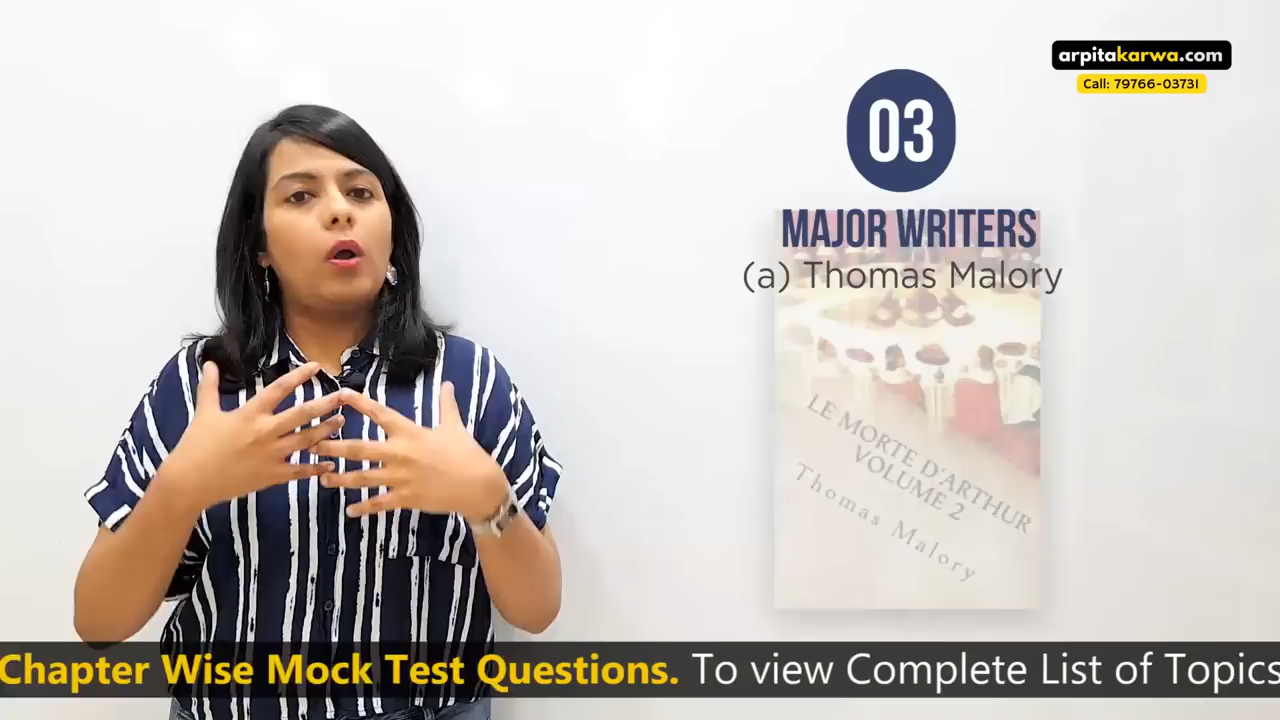 arpitakarwa.com
Call: 79766-03731
03
MAJOR WRITERS
(a) Thomas Malory
LE MORTE D'ARTHUR
VOLUME 2
Thomas Malory
Chapter Wise Mock Test Questions. To view Complete List of Topics